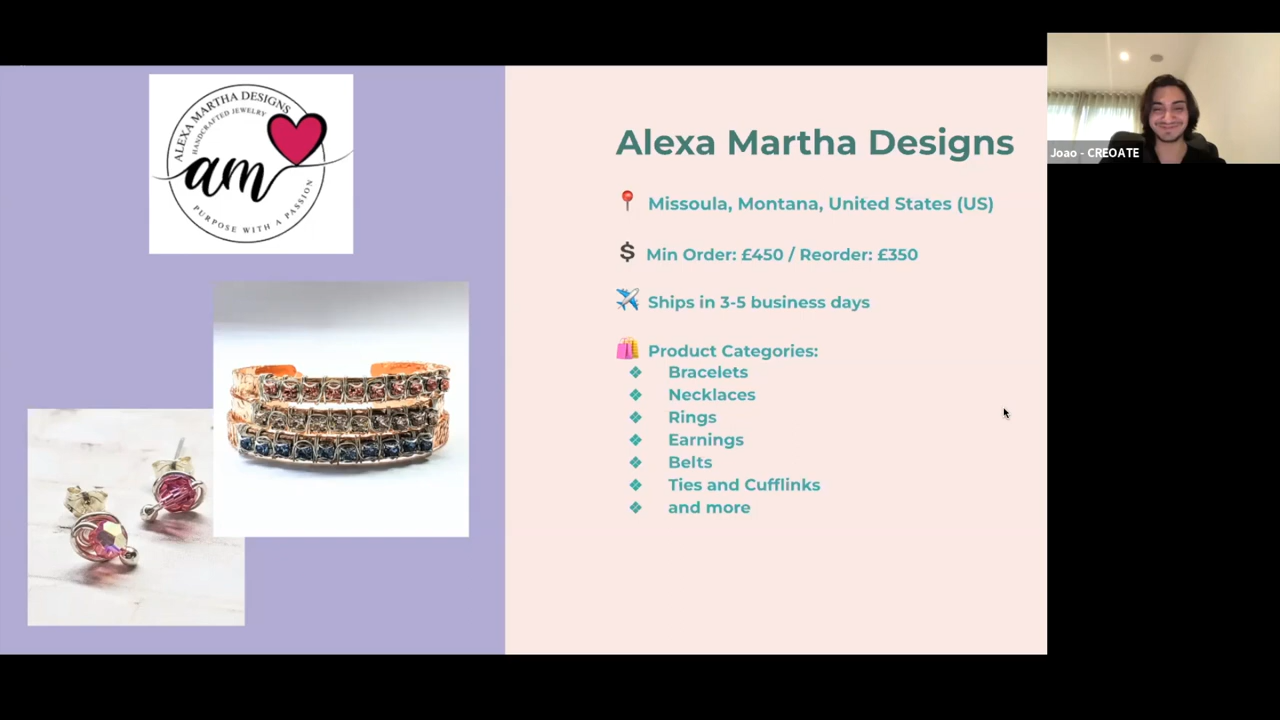 ALEXA MARTHA DESIGNS
HANDCRAFTED JEWELRY
am
PURPOSE WITH A PASSION
Alexa Martha Designs
Missoula, Montana, United States (US)
$ Min Order: £450 / Reorder: £350
Ships in 3-5 business days
Product Categories:
Bracelets
Necklaces
Rings
Earnings
Belts
Ties and Cufflinks
and more
Joao - CREOATE